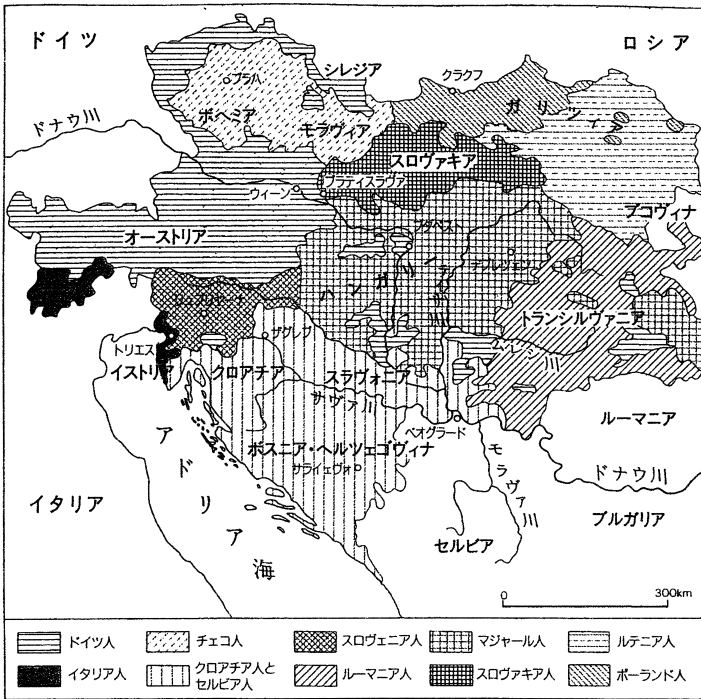 ドイツ
ロシア
シレジア
プラハ
クラクフ
ボヘミア
ガリツィア
モラヴィア
ドナウ川
スロヴァキア
ブラティスラヴァ
ウィーン
ブコヴィナ
オーストリア
ブダペスト
デブレツェン
ハンガリー
トランシルヴァニア
ザグレブ
トリエステ
イストリア
クロアチア
スラヴォニア
ムレシ川
サヴァ川
ルーマニア
ベオグラード
ボスニア・ヘルツェゴヴィナ
サライェヴォ
モラヴァ川
ドナウ川
アドリア海
イタリア
セルビア
ブルガリア
0 300km
ドイツ人 チェコ人 スロヴェニア人 マジャール人 ルテニア人
イタリア人 クロアチア人と ルーマニア人 スロヴァキア人 ポーランド人
セルビア人